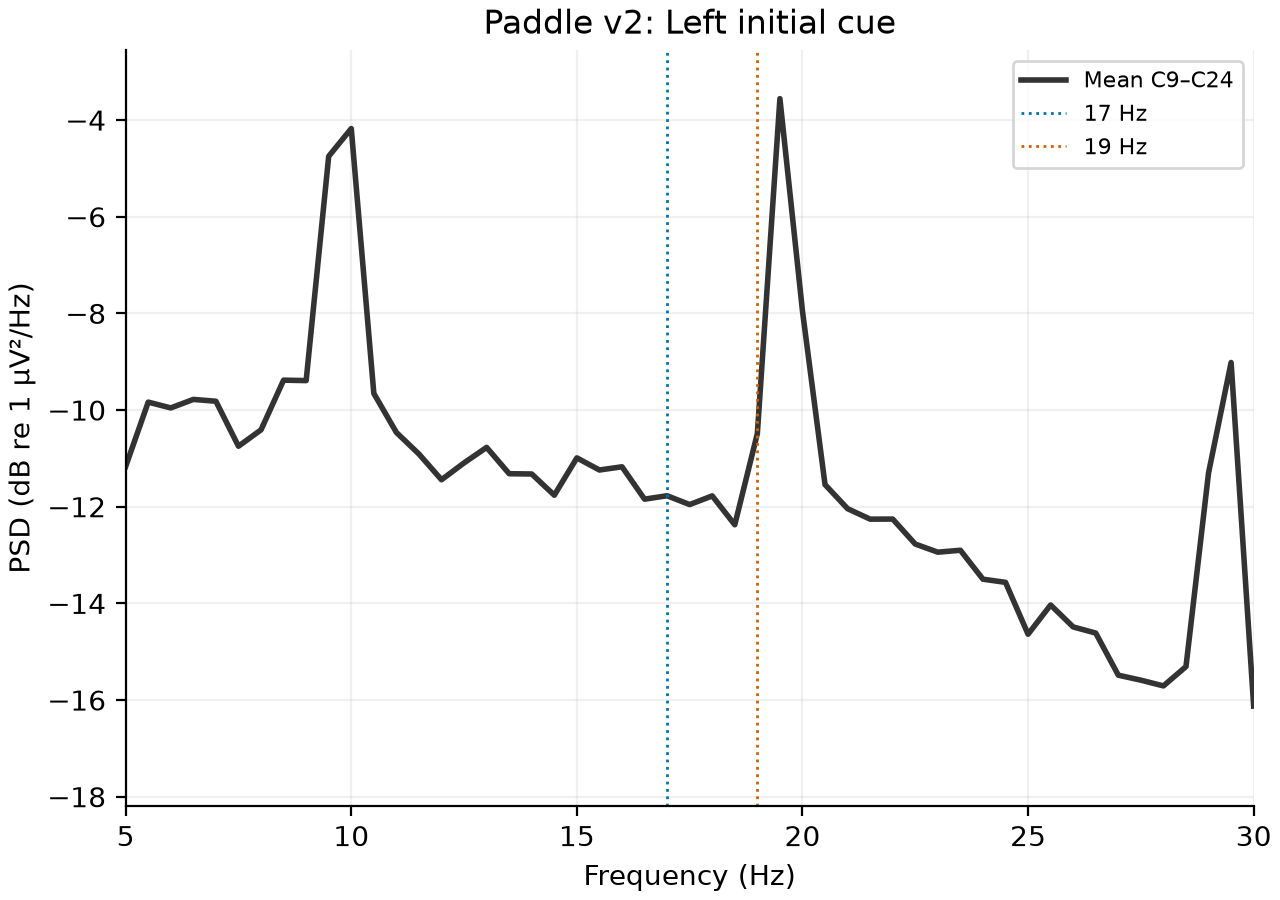 Paddle v2: Left initial cue
Mean C9–C24
17 Hz
19 Hz
PSD (dB re 1 µV²/Hz)
−4
−6
−8
−10
−12
−14
−16
−18
5
10
15
20
25
30
Frequency (Hz)